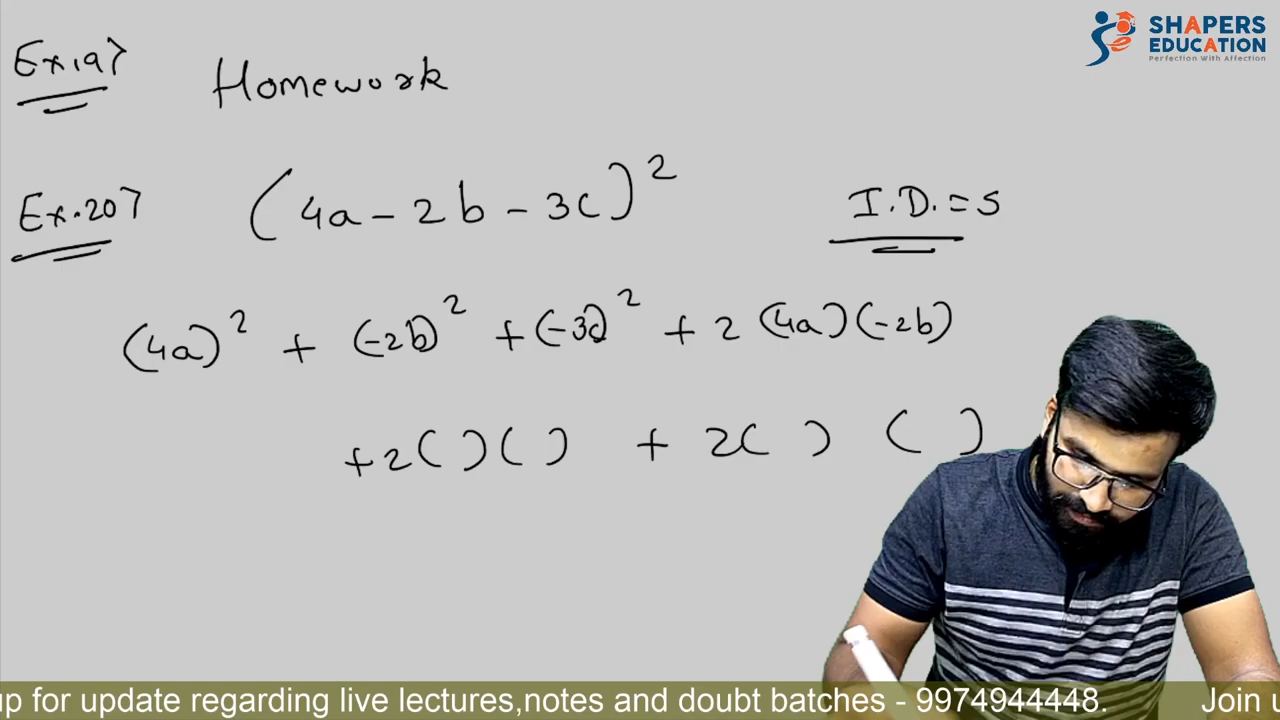 SHAPERS
EDUCATION
Perfection With Affection
Ex.19⇒ Homework
Ex.20⇒ (4a - 2b - 3c)² I.D. = 5
(4a)² + (-2b)² + (-3c)² + 2 (4a) (-2b)
+ 2 ( ) ( ) + 2 ( ) ( )
up for update regarding live lectures,notes and doubt batches - 9974944448. Join u